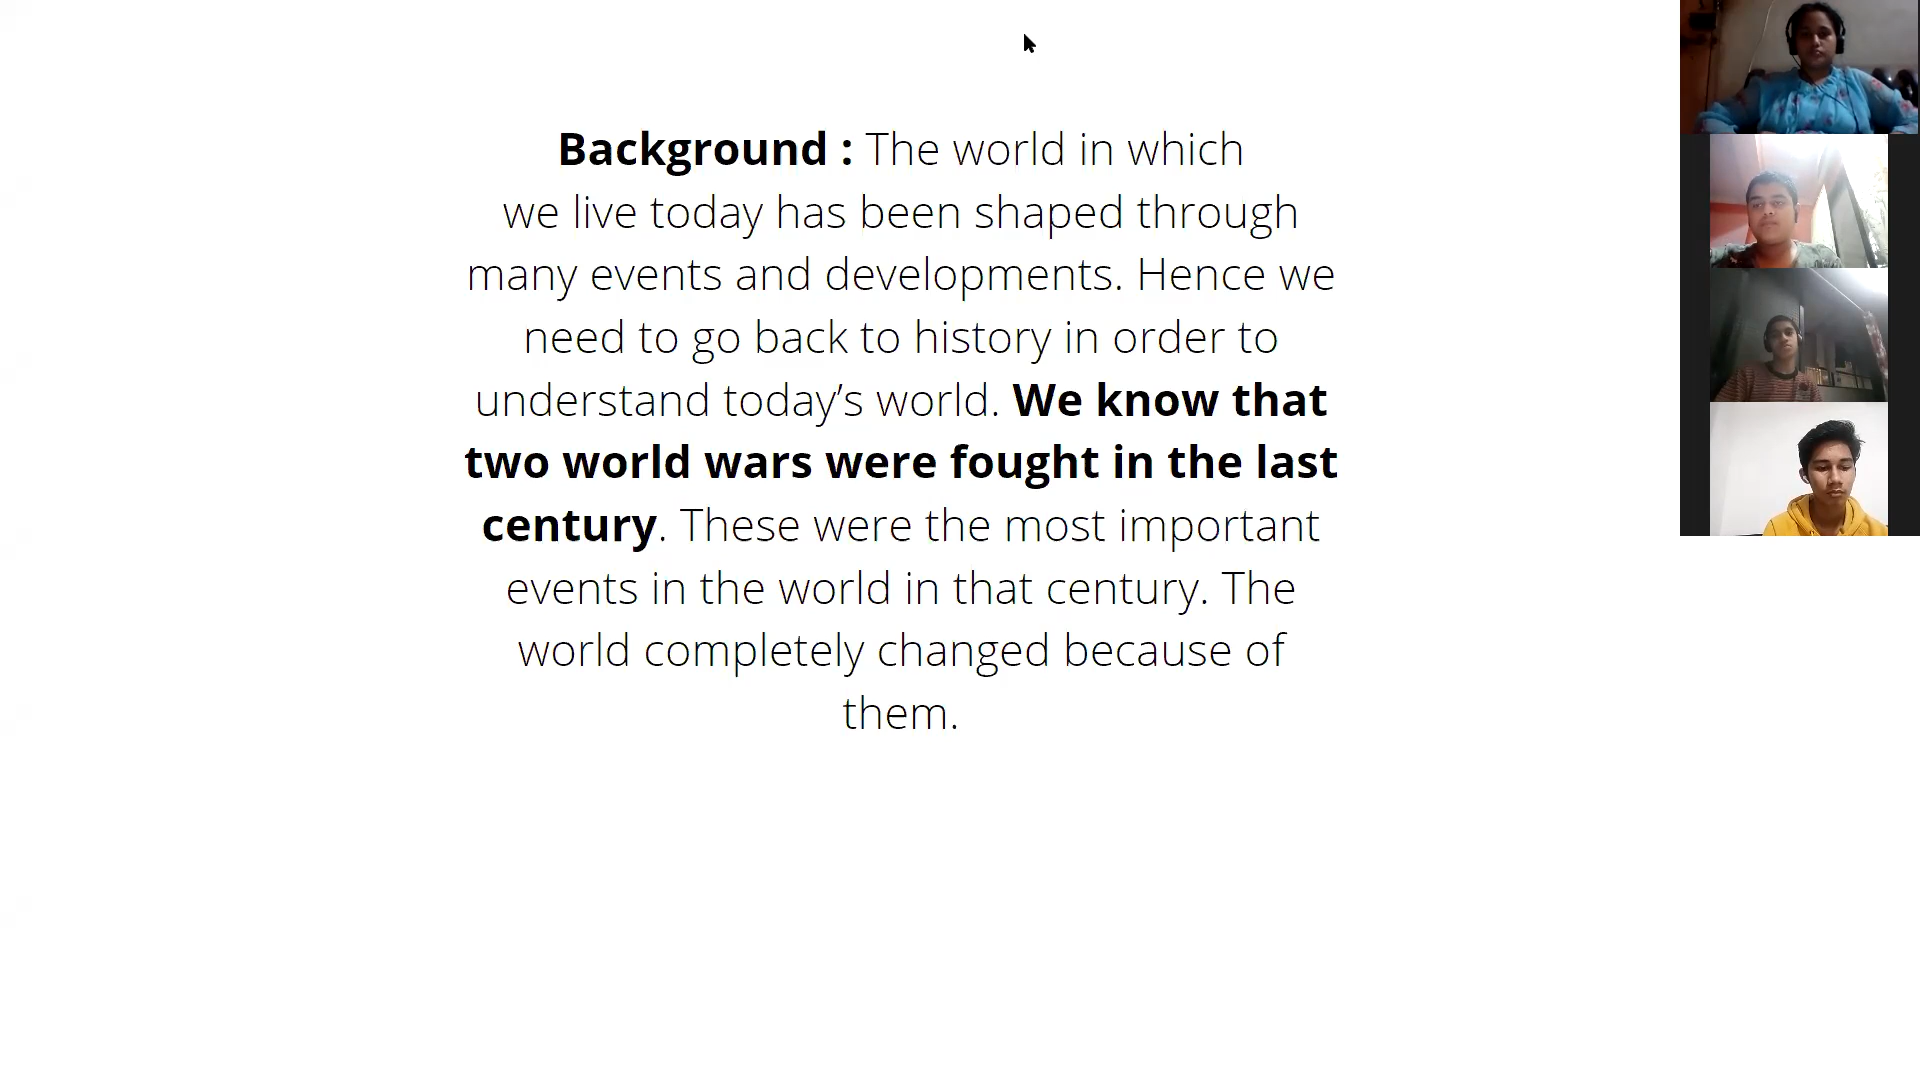 Background : The world in which
we live today has been shaped through
many events and developments. Hence we
need to go back to history in order to
understand today’s world. We know that
two world wars were fought in the last
century. These were the most important
events in the world in that century. The
world completely changed because of
them.